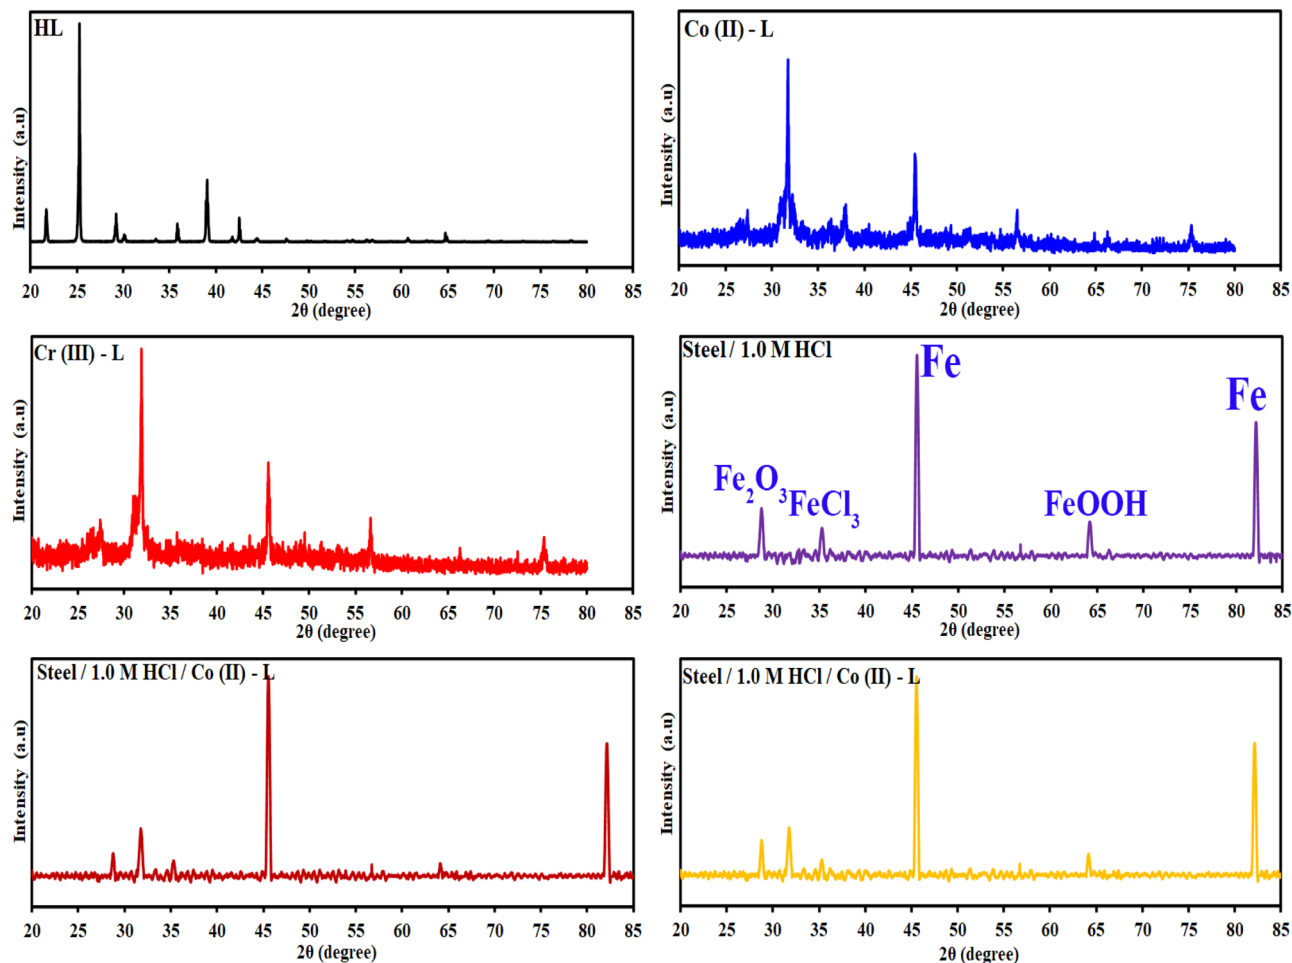 HL
Intensity (a.u)
20 25 30 35 40 45 50 55 60 65 70 75 80 85
2θ (degree)
Co (II) - L
Intensity (a.u)
20 25 30 35 40 45 50 55 60 65 70 75 80 85
2θ (degree)
Cr (III) - L
Intensity (a.u)
20 25 30 35 40 45 50 55 60 65 70 75 80 85
2θ (degree)
Steel / 1.0 M HCl
Fe
Fe
Fe₂O₃
FeCl₃
FeOOH
Intensity (a.u)
20 25 30 35 40 45 50 55 60 65 70 75 80 85
2θ (degree)
Steel / 1.0 M HCl / Co (II) - L
Intensity (a.u)
20 25 30 35 40 45 50 55 60 65 70 75 80 85
2θ (degree)
Steel / 1.0 M HCl / Co (II) - L
Intensity (a.u)
20 25 30 35 40 45 50 55 60 65 70 75 80 85
2θ (degree)